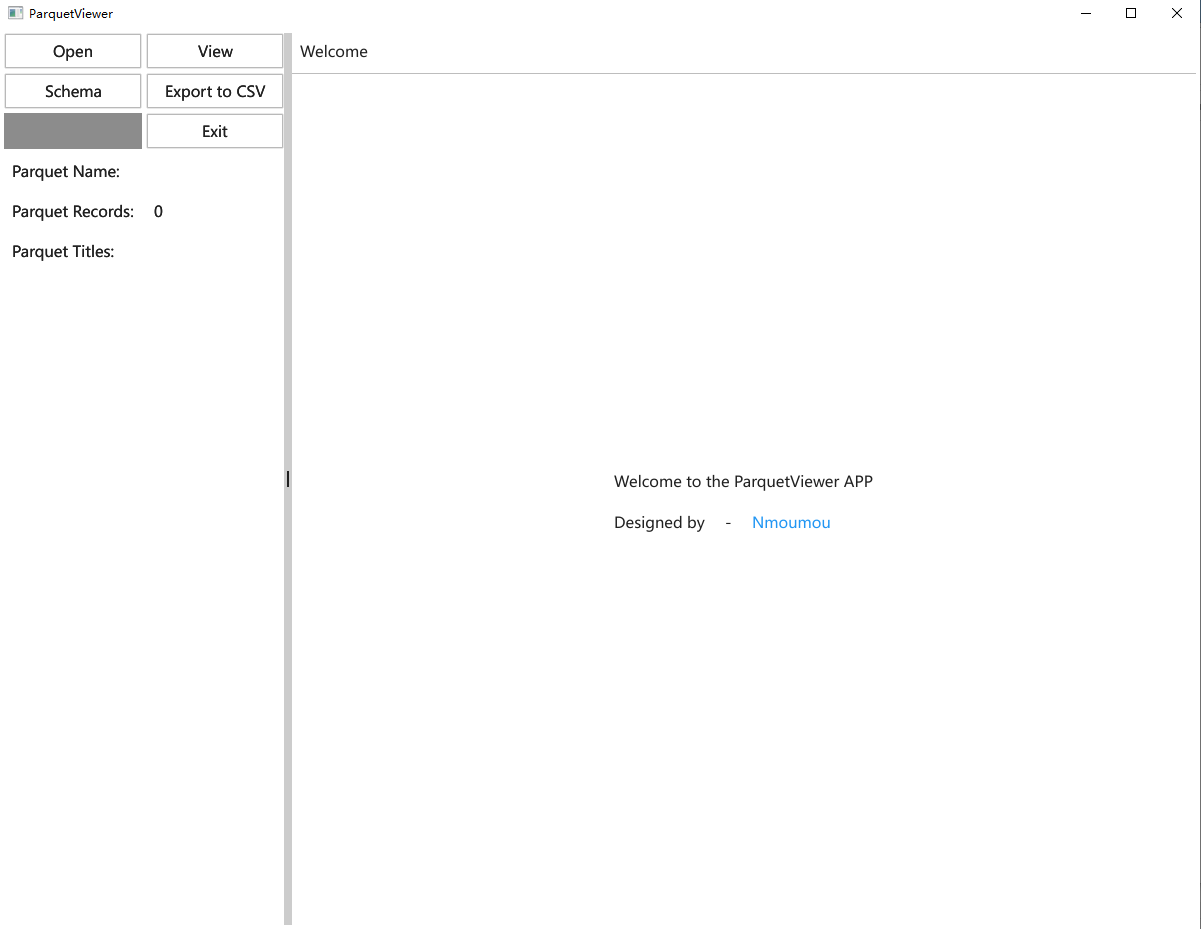 ParquetViewer
Open View
Schema Export to CSV
Exit
Parquet Name:
Parquet Records: 0
Parquet Titles:
Welcome
Welcome to the ParquetViewer APP
Designed by - Nmoumou